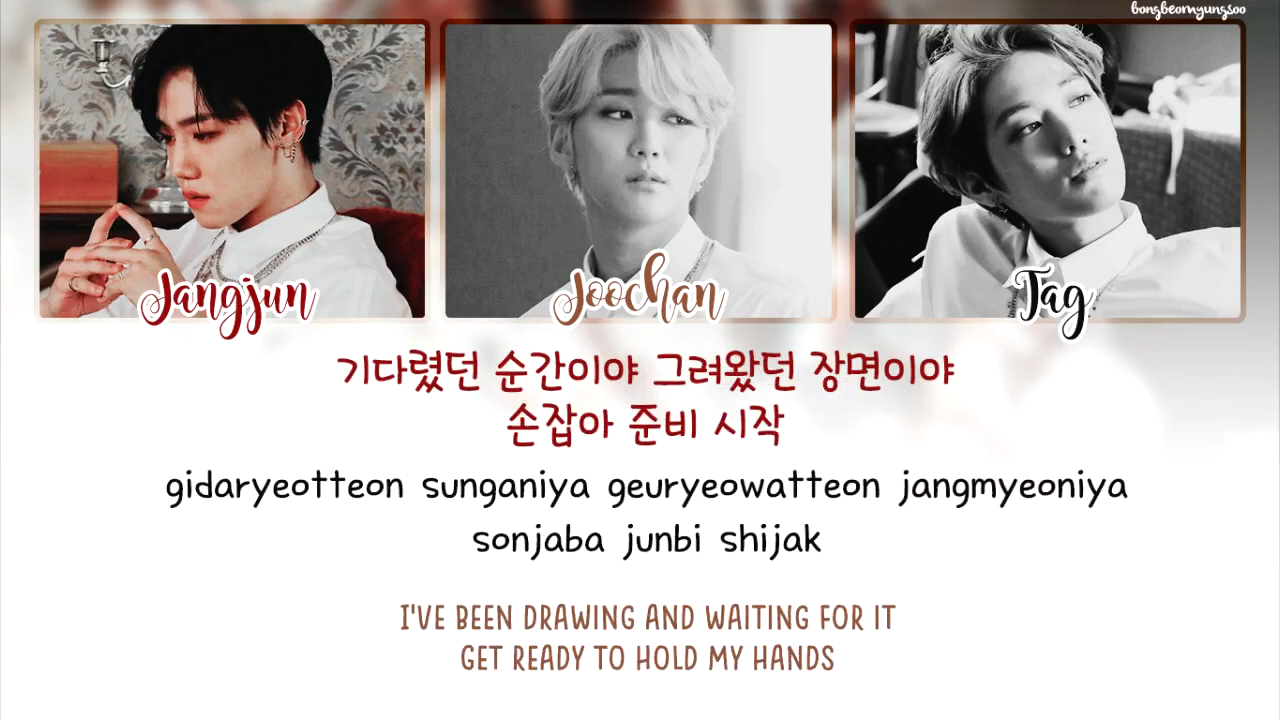 bongbeomyungsoo
Jangjun
Joochan
Tag
기다렸던 순간이야 그려왔던 장면이야
손잡아 준비 시작
gidaryeotteon sunganiya geuryeowatteon jangmyeoniya
sonjaba junbi shijak
I'VE BEEN DRAWING AND WAITING FOR IT
GET READY TO HOLD MY HANDS